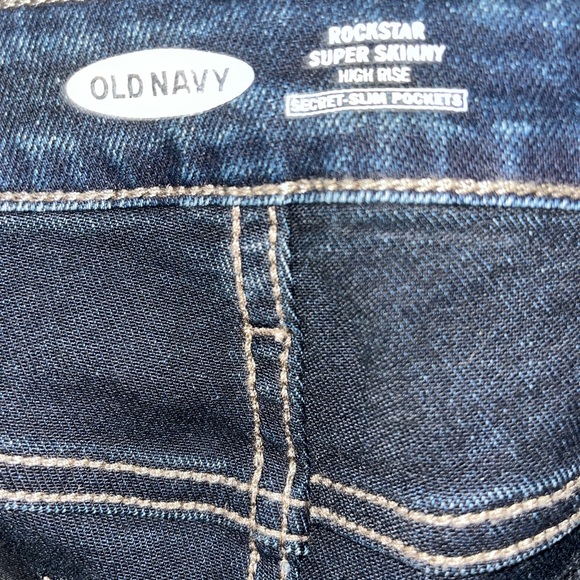 OLD NAVY
ROCKSTAR
SUPER SKINNY
HIGH RISE
SECRET-SLIM POCKETS